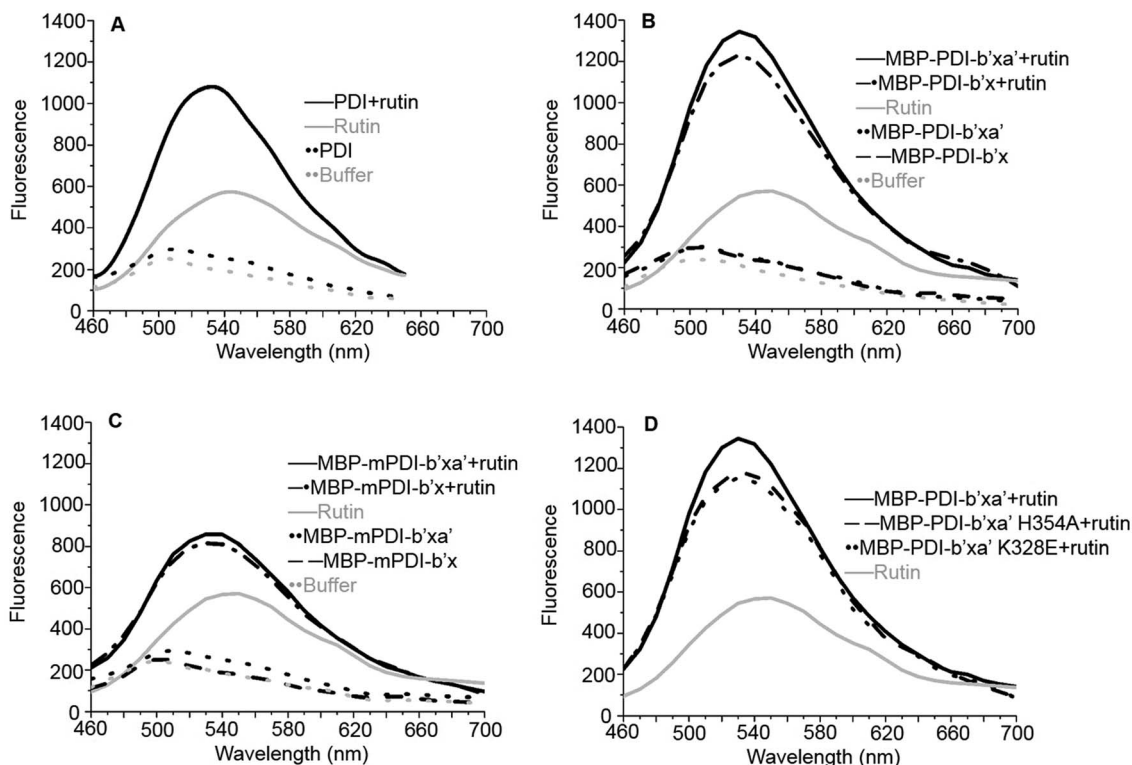 A
1400
1200
1000
800
600
400
200
0
Fluorescence
460 500 540 580 620 660 700
Wavelength (nm)
PDI+rutin
Rutin
PDI
Buffer
B
1400
1200
1000
800
600
400
200
0
Fluorescence
460 500 540 580 620 660 700
Wavelength (nm)
MBP-PDI-b'xa'+rutin
MBP-PDI-b'x+rutin
Rutin
MBP-PDI-b'xa'
MBP-PDI-b'x
Buffer
C
1400
1200
1000
800
600
400
200
0
Fluorescence
460 500 540 580 620 660 700
Wavelength (nm)
MBP-mPDI-b'xa'+rutin
MBP-mPDI-b'x+rutin
Rutin
MBP-mPDI-b'xa'
MBP-mPDI-b'x
Buffer
D
1400
1200
1000
800
600
400
200
0
Fluorescence
460 500 540 580 620 660 700
Wavelength (nm)
MBP-PDI-b'xa'+rutin
MBP-PDI-b'xa' H354A+rutin
MBP-PDI-b'xa' K328E+rutin
Rutin